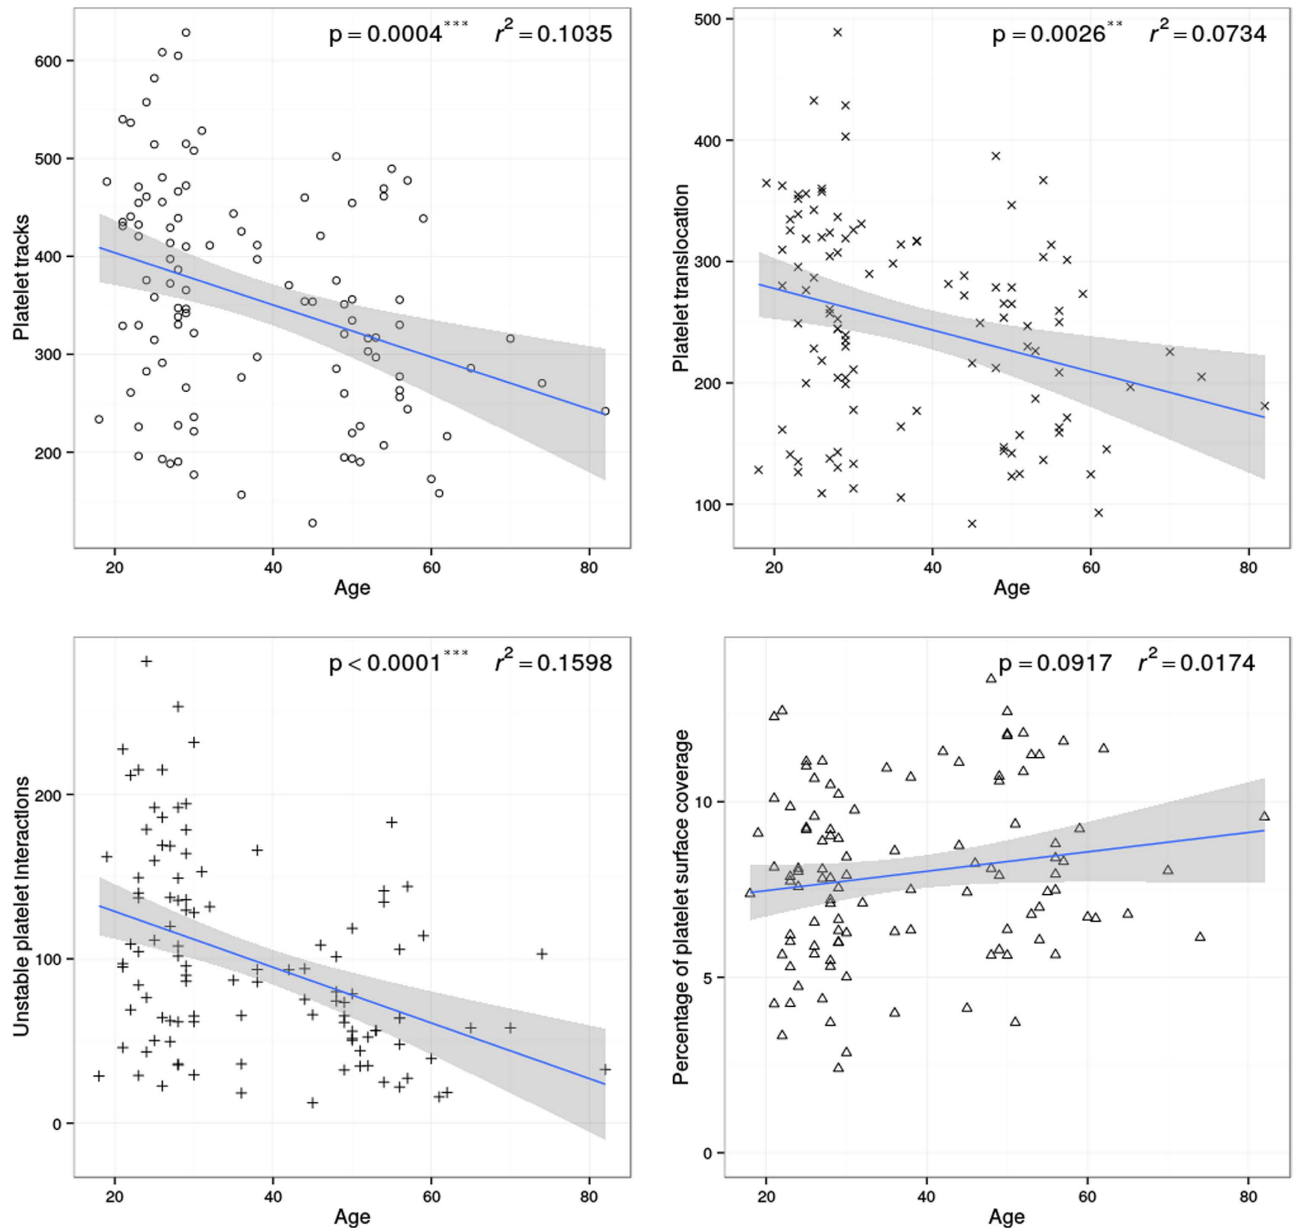 p = 0.0004*** r² = 0.1035
600
500
400
300
200
Platelet tracks
20 40 60 80
Age
p = 0.0026** r² = 0.0734
500
400
300
200
100
Platelet translocation
20 40 60 80
Age
p < 0.0001*** r² = 0.1598
200
100
0
Unstable platelet Interactions
20 40 60 80
Age
p = 0.0917 r² = 0.0174
10
5
0
Percentage of platelet surface coverage
20 40 60 80
Age